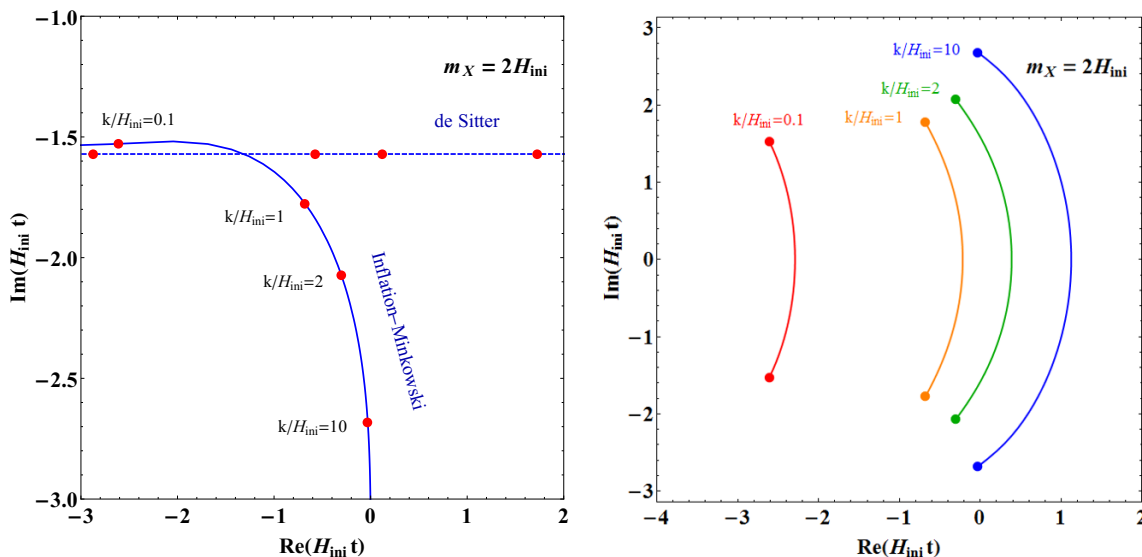 -1.0
-1.5
-2.0
-2.5
-3.0
Im(H_ini t)
m_X = 2H_ini
k/H_ini=0.1
de Sitter
k/H_ini=1
k/H_ini=2
k/H_ini=10
Inflation-Minkowski
-3 -2 -1 0 1 2
Re(H_ini t)
3
2
1
0
-1
-2
-3
Im(H_ini t)
k/H_ini=10
m_X = 2H_ini
k/H_ini=2
k/H_ini=0.1
k/H_ini=1
-4 -3 -2 -1 0 1 2
Re(H_ini t)